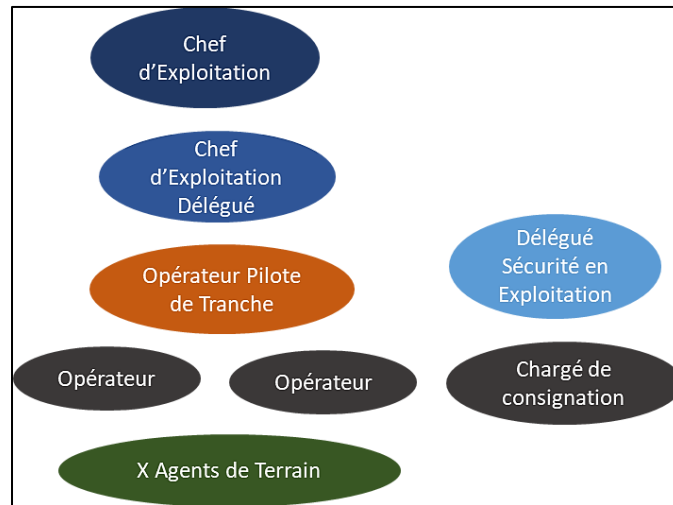 Chef
d’Exploitation
Chef
d’Exploitation
Délégué
Opérateur Pilote
de Tranche
Délégué
Sécurité en
Exploitation
Opérateur
Opérateur
Chargé de
consignation
X Agents de Terrain